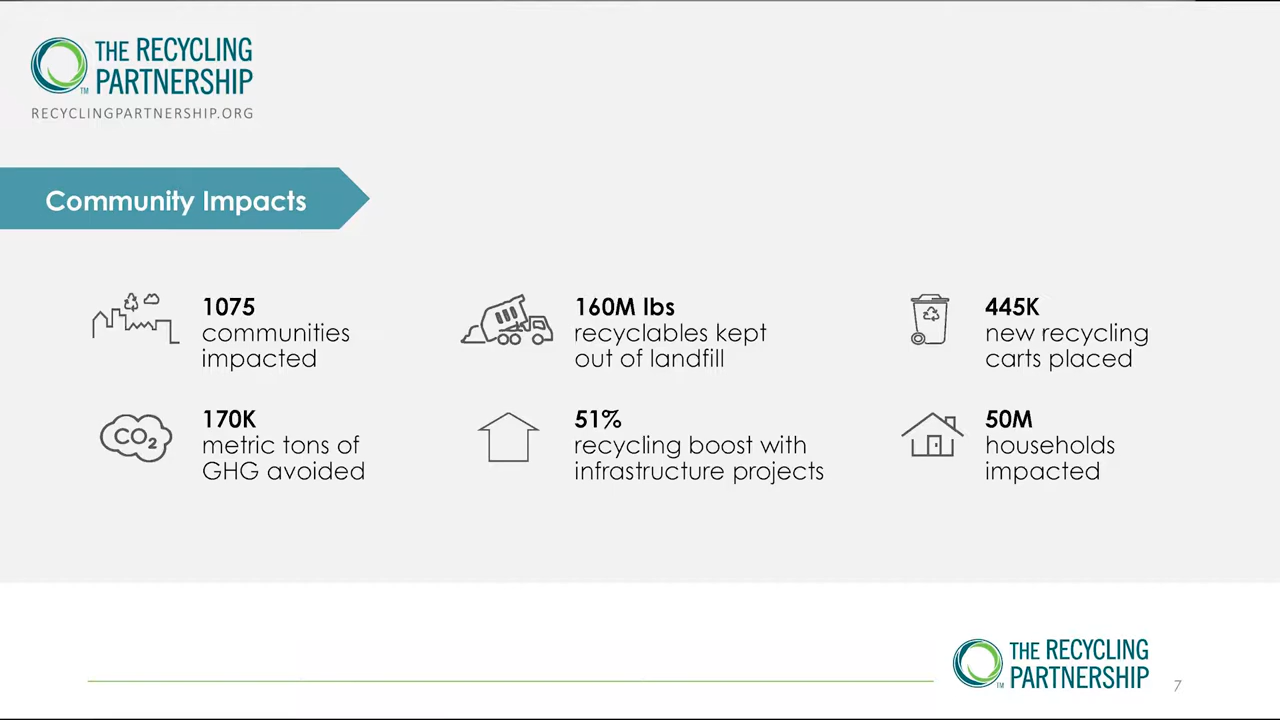 THE RECYCLING
PARTNERSHIP
TM
RECYCLINGPARTNERSHIP.ORG
Community Impacts
1075
communities
impacted
160M lbs
recyclables kept
out of landfill
445K
new recycling
carts placed
CO2
170K
metric tons of
GHG avoided
51%
recycling boost with
infrastructure projects
50M
households
impacted
THE RECYCLING
PARTNERSHIP
TM
7